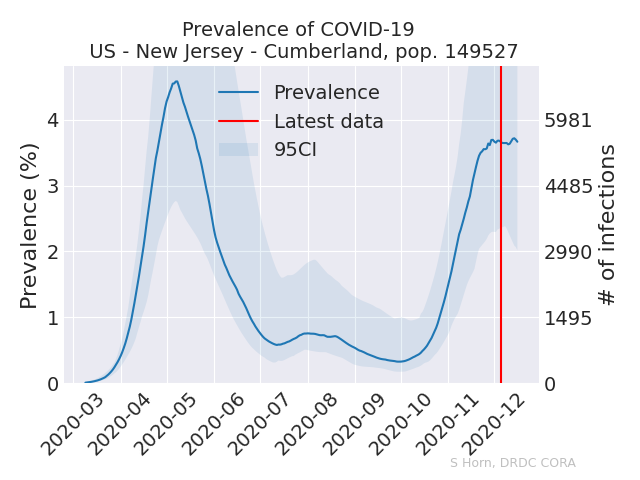 Prevalence of COVID-19
US - New Jersey - Cumberland, pop. 149527
Prevalence
Latest data
95CI
Prevalence (%)
4
3
2
1
0
5981
4485
2990
1495
0
# of infections
2020-03
2020-04
2020-05
2020-06
2020-07
2020-08
2020-09
2020-10
2020-11
2020-12
S Horn, DRDC CORA